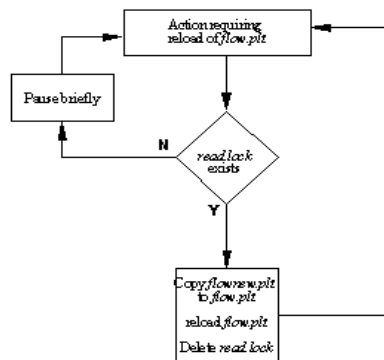 Action requiring
reload of flow.plt
Pause briefly
N
read.lock
exists
Y
Copy flownew.plt
to flow.plt
reload flow.plt
Delete read.lock